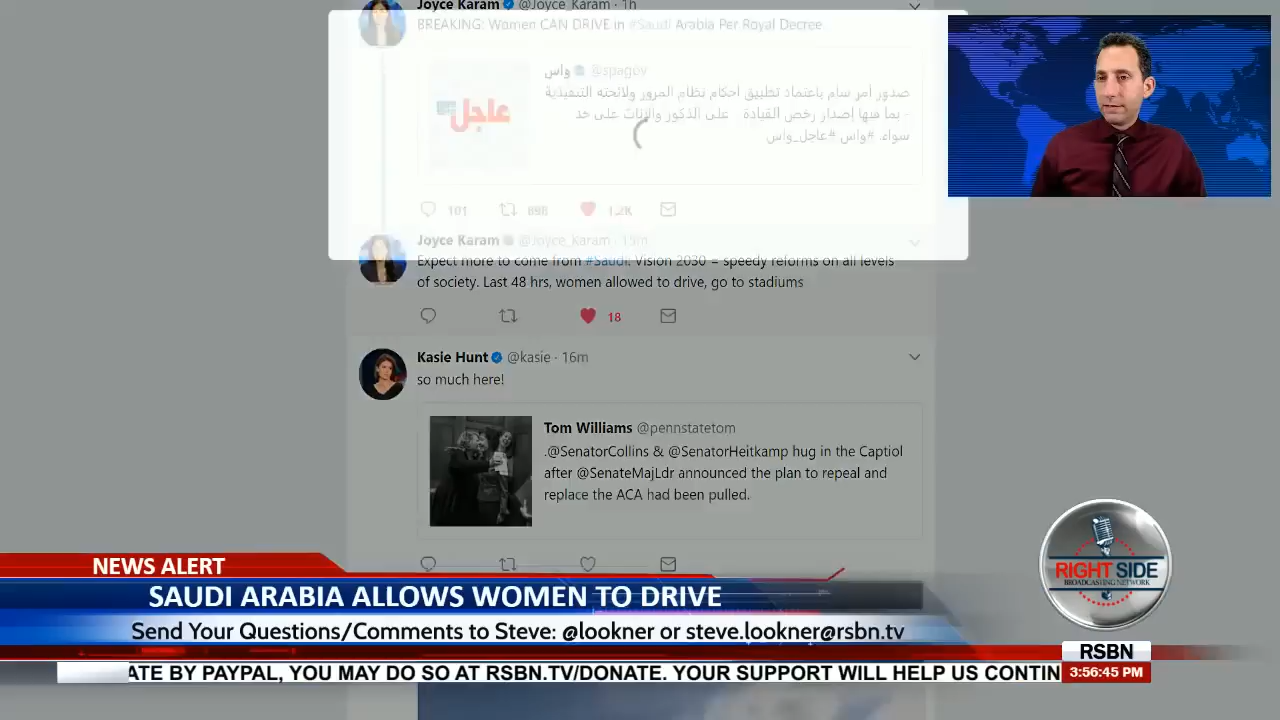 Joyce Karam @Joyce_Karam · 1h
BREAKING: Women CAN DRIVE in #Saudi Arabia Per Royal Decree
واس @spagov
صدور أمر سام باعتماد تطبيق أحكام نظام المرور ولائحته التنفيذية
- بما فيها إصدار رخص القيادة - على الذكور والإناث على حد
سواء. #واس #عاجل_واس
عاجل
101 898 1.2K
Joyce Karam @Joyce_Karam · 15m
Expect more to come from #Saudi. Vision 2030 = speedy reforms on all levels
of society. Last 48 hrs, women allowed to drive, go to stadiums
18
Kasie Hunt @kasie · 16m
so much here!
Tom Williams @pennstatetom
.@SenatorCollins & @SenatorHeitkamp hug in the Captiol
after @SenateMajLdr announced the plan to repeal and
replace the ACA had been pulled.
NEWS ALERT
SAUDI ARABIA ALLOWS WOMEN TO DRIVE
Send Your Questions/Comments to Steve: @lookner or steve.lookner@rsbn.tv
RIGHT SIDE
BROADCASTING NETWORK
RSBN
3:56:45 PM
ATE BY PAYPAL, YOU MAY DO SO AT RSBN.TV/DONATE. YOUR SUPPORT WILL HELP US CONTIN